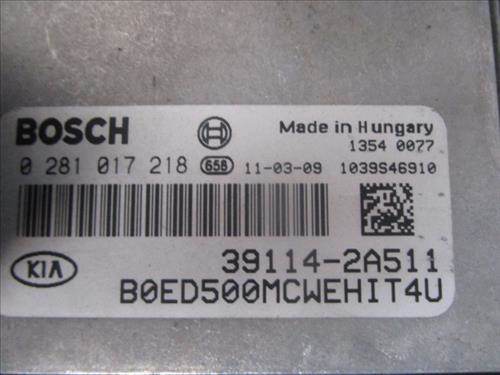 BOSCH
Made in Hungary
1354 0077
0 281 017 218 658 11-03-09 1039S46910
KIA
39114-2A511
B0ED500MCWEHIT4U